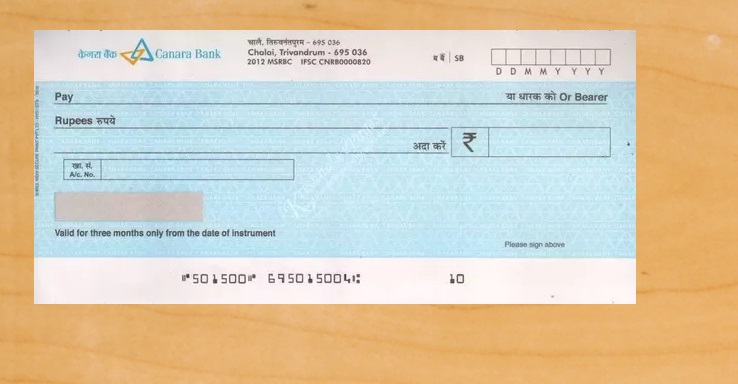 चालै, तिरुवनंतपुरम - 695 036
केनरा बैंक Canara Bank
Chalai, Trivandrum - 695 036
2012 MSRBC IFSC CNRB0000820
ब बैं | SB
D D M M Y Y Y Y
Pay या धारक को Or Bearer
Rupees रुपये
अदा करें ₹
खा. सं.
A/c. No.
Valid for three months only from the date of instrument
Please sign above
⑈501500⑈ 695015004⑆ 10